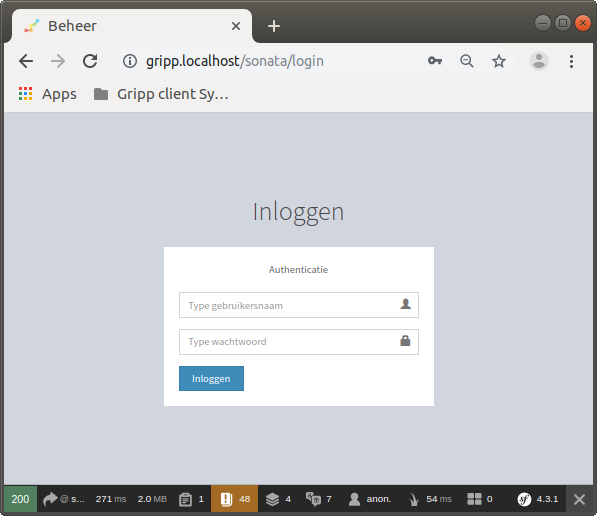 Beheer
gripp.localhost/sonata/login
Apps Gripp client Sy...
Inloggen
Authenticatie
Type gebruikersnaam
Type wachtwoord
Inloggen
200 @ s... 271 ms 2.0 MB 1 48 4 7 anon. 54 ms 0 sf 4.3.1